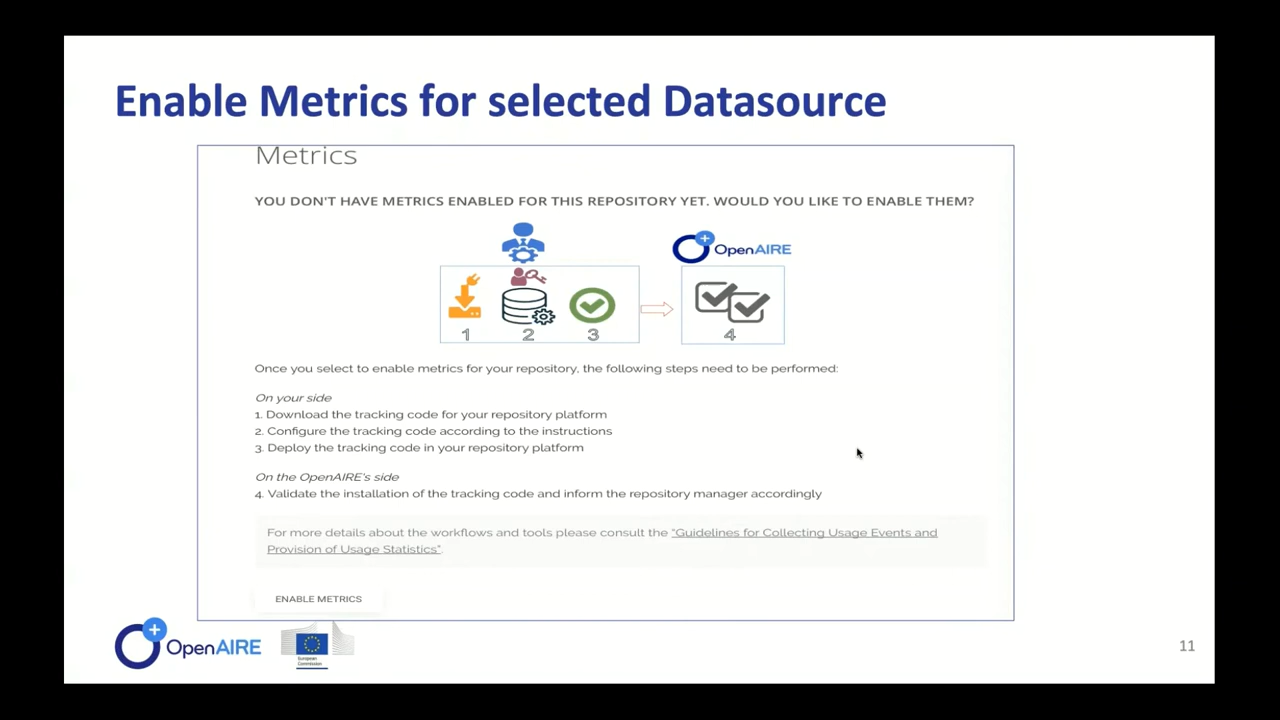 Enable Metrics for selected Datasource
Metrics
YOU DON'T HAVE METRICS ENABLED FOR THIS REPOSITORY YET. WOULD YOU LIKE TO ENABLE THEM?
OpenAIRE
1 2 3 4
Once you select to enable metrics for your repository, the following steps need to be performed:
On your side
1. Download the tracking code for your repository platform
2. Configure the tracking code according to the instructions
3. Deploy the tracking code in your repository platform
On the OpenAIRE's side
4. Validate the installation of the tracking code and inform the repository manager accordingly
For more details about the workflows and tools please consult the "Guidelines for Collecting Usage Events and
Provision of Usage Statistics".
ENABLE METRICS
OpenAIRE
European
Commission
11